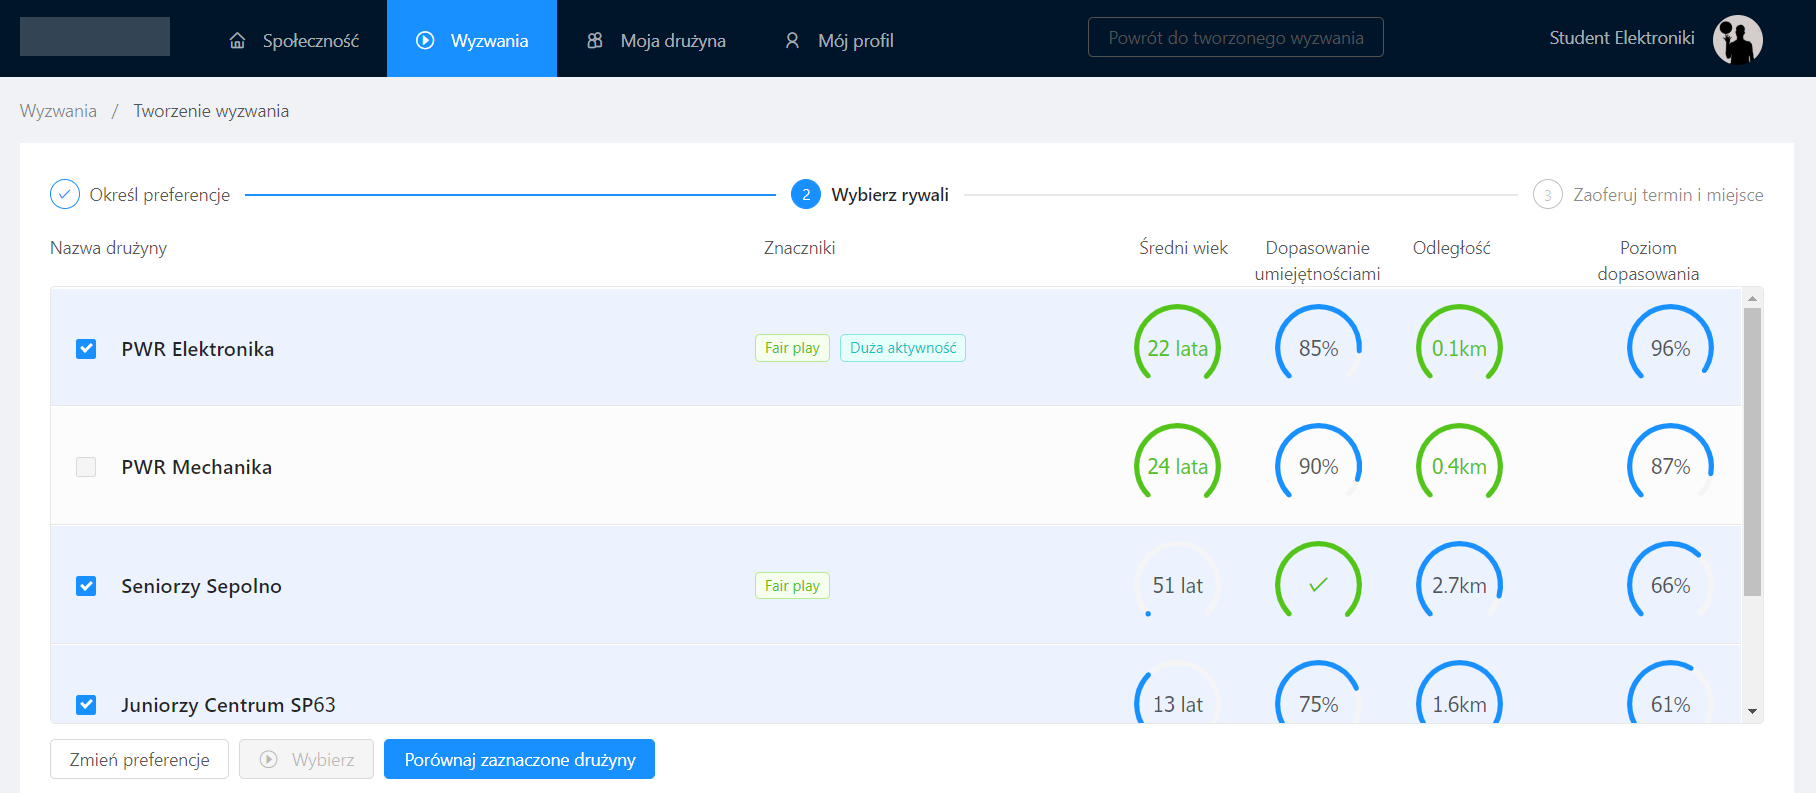 Społeczność
Wyzwania
Moja drużyna
Mój profil
Powrót do tworzonego wyzwania
Student Elektroniki
Wyzwania / Tworzenie wyzwania
Określ preferencje
2 Wybierz rywali
3 Zaoferuj termin i miejsce
Nazwa drużyny
Znaczniki
Średni wiek
Dopasowanie
umiejętnościami
Odległość
Poziom
dopasowania
PWR Elektronika
Fair play
Duża aktywność
22 lata
85%
0.1km
96%
PWR Mechanika
24 lata
90%
0.4km
87%
Seniorzy Sepolno
Fair play
51 lat
2.7km
66%
Juniorzy Centrum SP63
13 lat
75%
1.6km
61%
Zmień preferencje
Wybierz
Porównaj zaznaczone drużyny